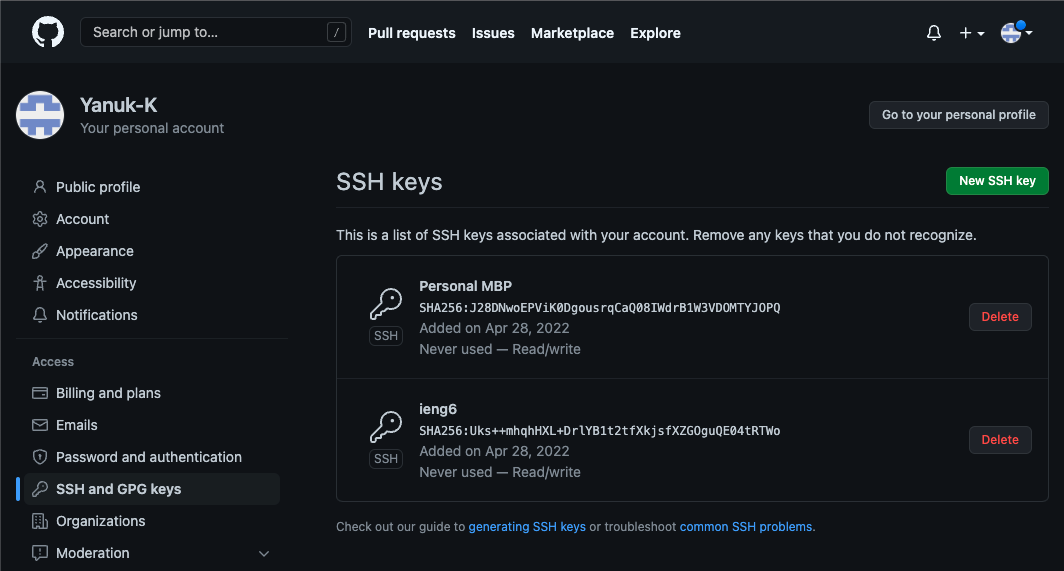 Search or jump to... /
Pull requests Issues Marketplace Explore
Yanuk-K
Your personal account
Go to your personal profile
Public profile
Account
Appearance
Accessibility
Notifications
Access
Billing and plans
Emails
Password and authentication
SSH and GPG keys
Organizations
Moderation
SSH keys
New SSH key
This is a list of SSH keys associated with your account. Remove any keys that you do not recognize.
Personal MBP
SHA256:J28DNwoEPViK0DgousrqCaQ08IWdrB1W3VDOMTYJOPQ
SSH
Added on Apr 28, 2022
Never used — Read/write
Delete
ieng6
SHA256:Uks++mhqhHXL+DrlYB1t2tfXkjsfXZGOguQE04tRTWo
SSH
Added on Apr 28, 2022
Never used — Read/write
Delete
Check out our guide to generating SSH keys or troubleshoot common SSH problems.